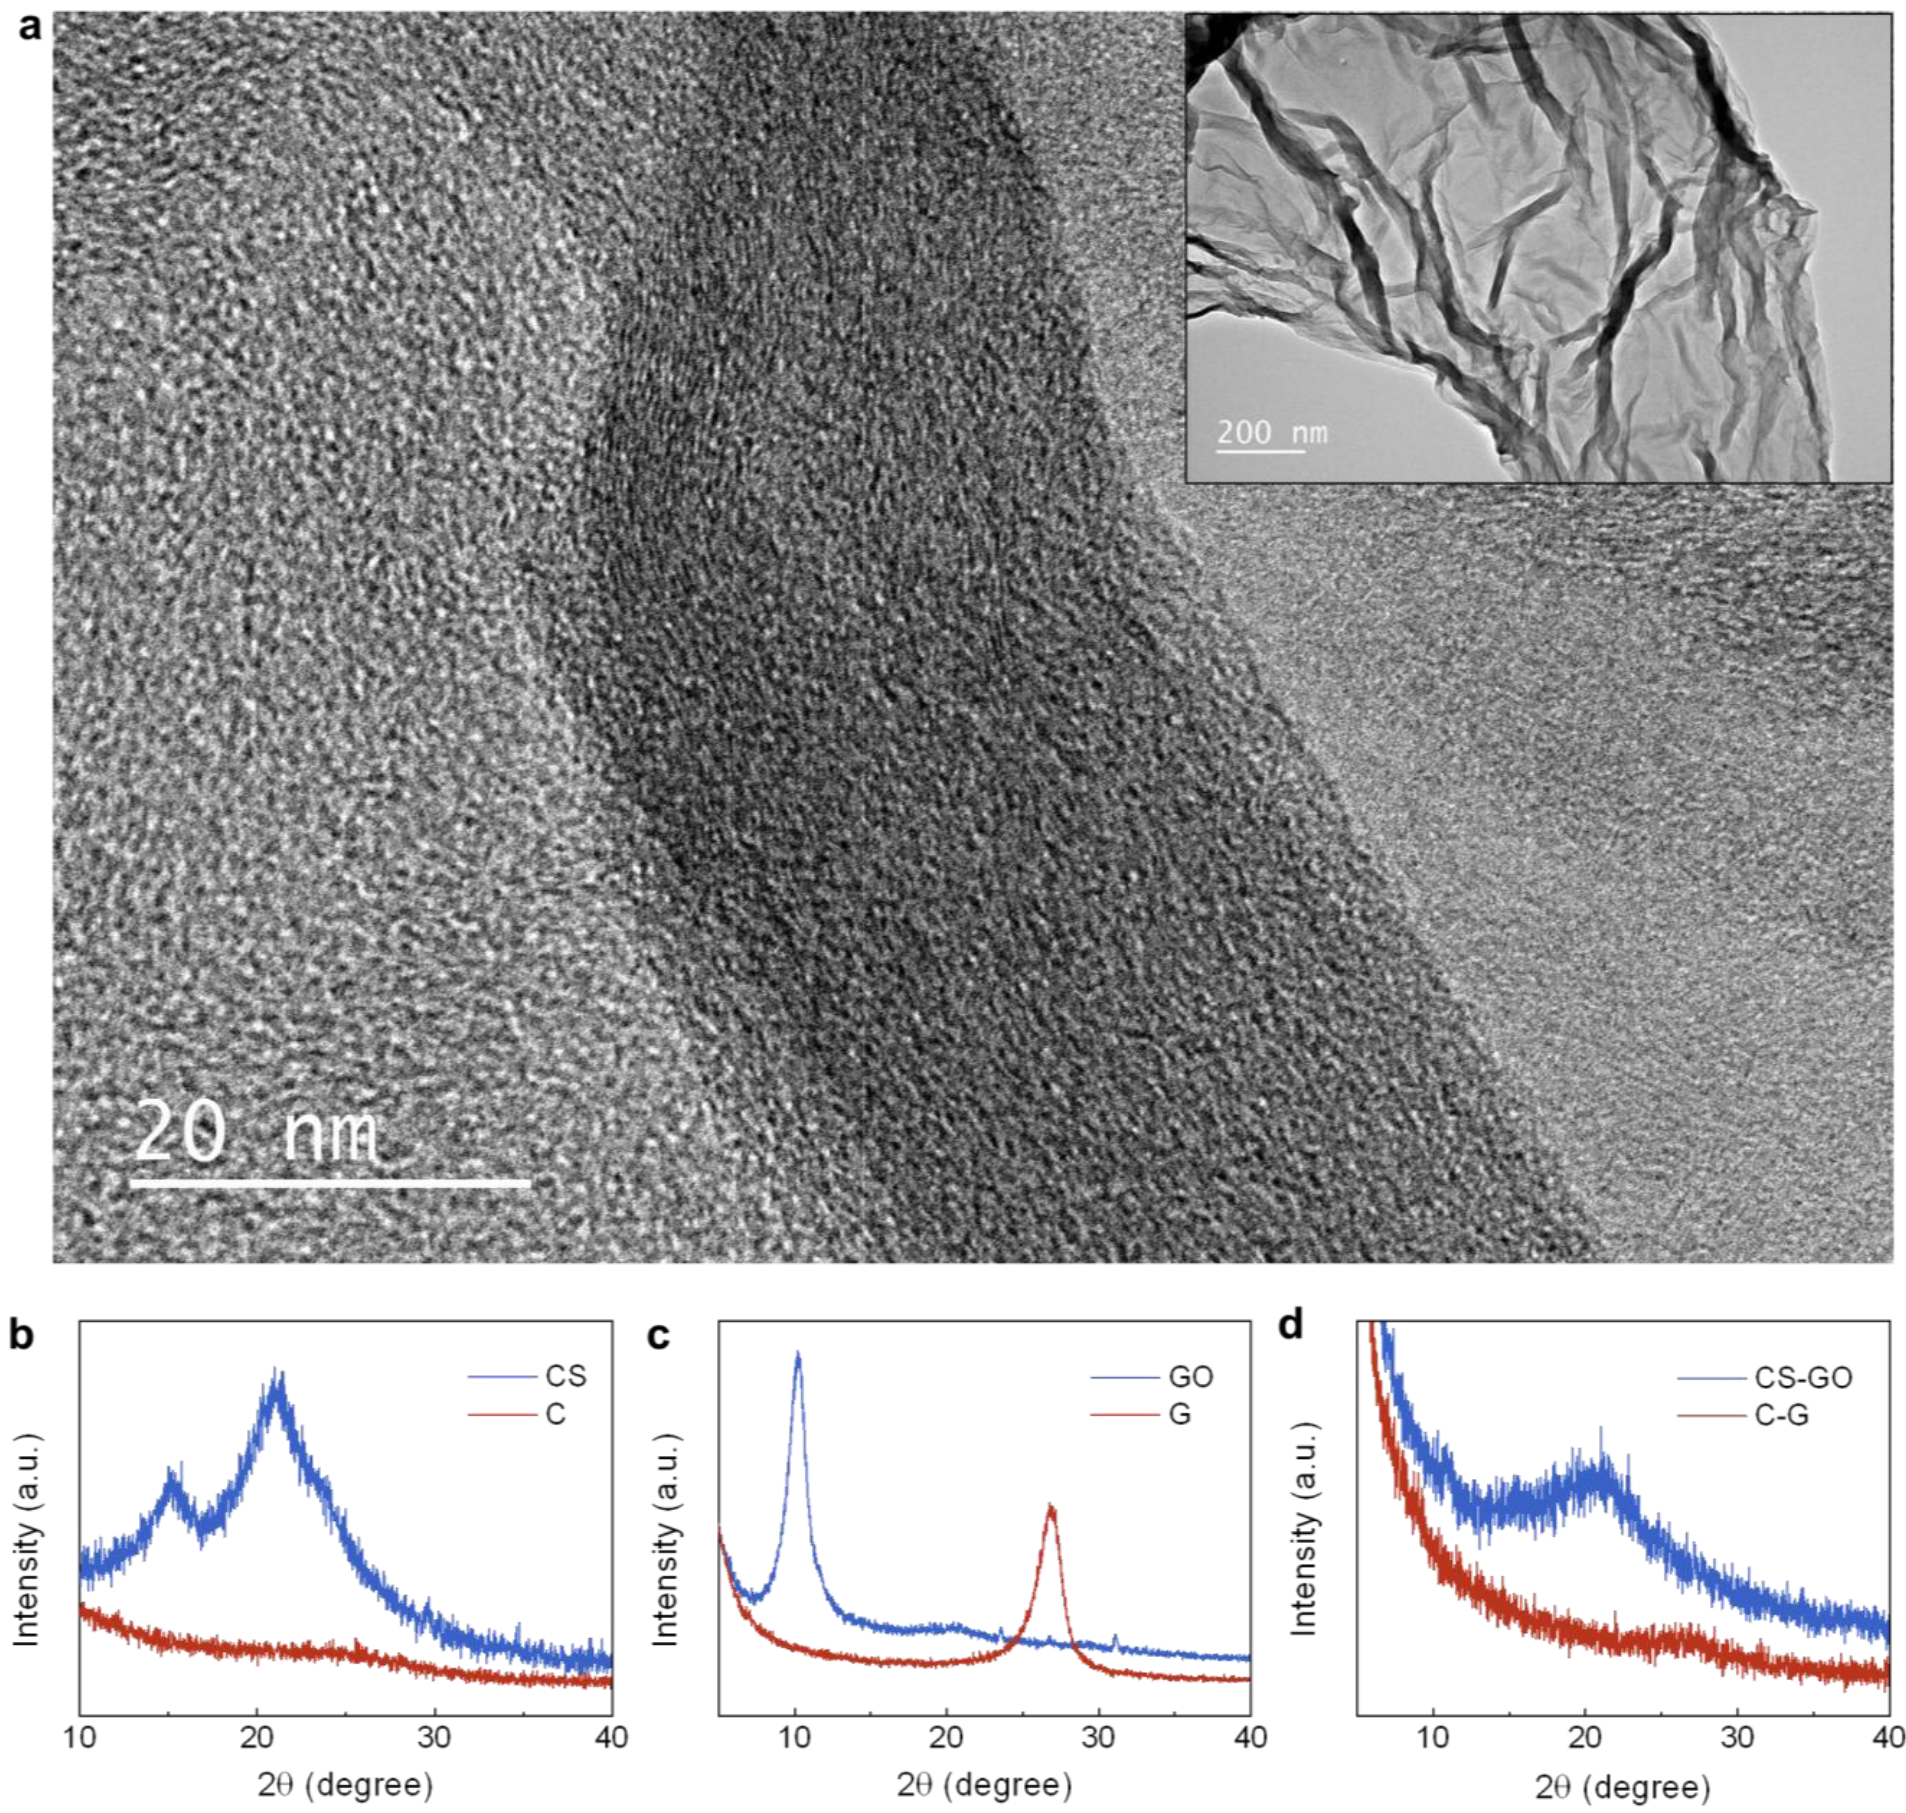 a
200 nm
20 nm
b
CS
C
Intensity (a.u.)
10 20 30 40
2θ (degree)
c
GO
G
Intensity (a.u.)
10 20 30 40
2θ (degree)
d
CS-GO
C-G
Intensity (a.u.)
10 20 30 40
2θ (degree)